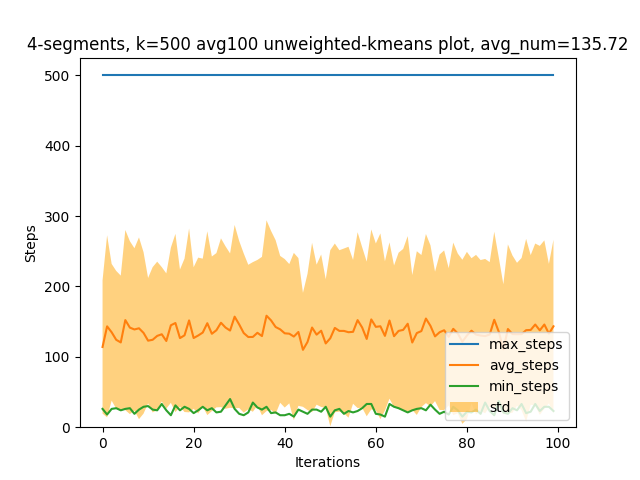 4-segments, k=500 avg100 unweighted-kmeans plot, avg_num=135.72
500
400
300
200
100
0
Steps
max_steps
avg_steps
min_steps
std
0
20
40
60
80
100
Iterations